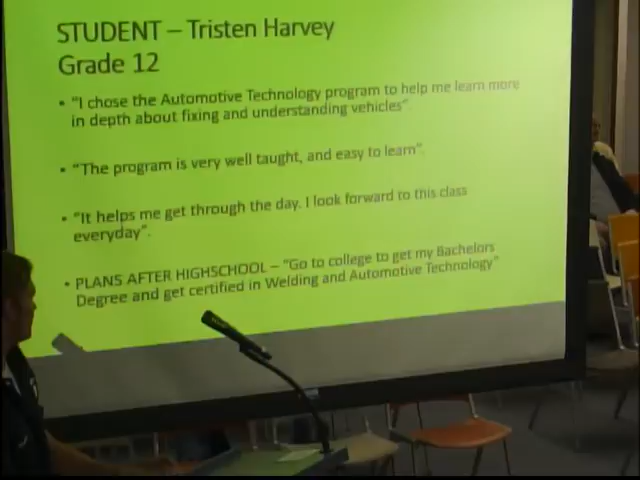 STUDENT – Tristen Harvey
Grade 12
• "I chose the Automotive Technology program to help me learn more
in depth about fixing and understanding vehicles"
• "The program is very well taught, and easy to learn".
• "It helps me get through the day. I look forward to this class
everyday".
• PLANS AFTER HIGHSCHOOL – "Go to college to get my Bachelors
Degree and get certified in Welding and Automotive Technology"